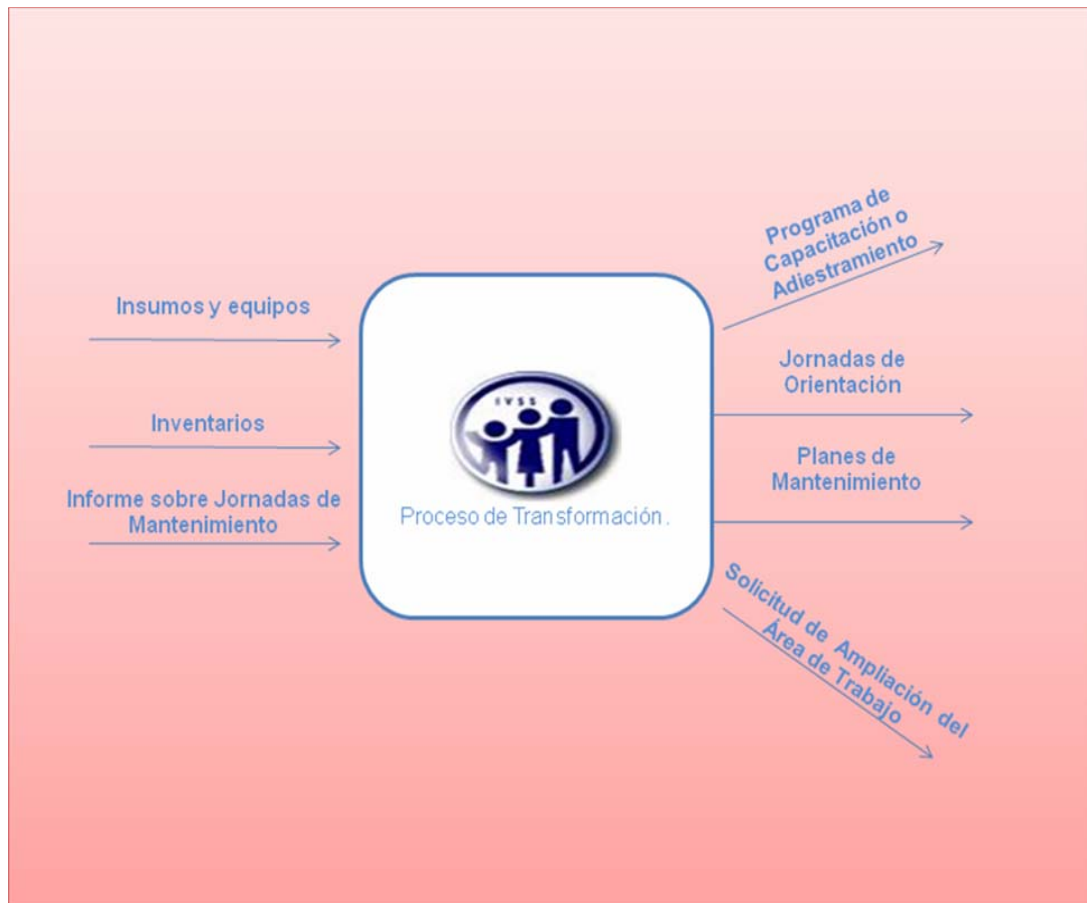 Insumos y equipos
Inventarios
Informe sobre Jornadas de
Mantenimiento
IVSS
Proceso de Transformación.
Programa de
Capacitación o
Adiestramiento
Jornadas de
Orientación
Planes de
Mantenimiento
Solicitud de Ampliación del
Área de Trabajo